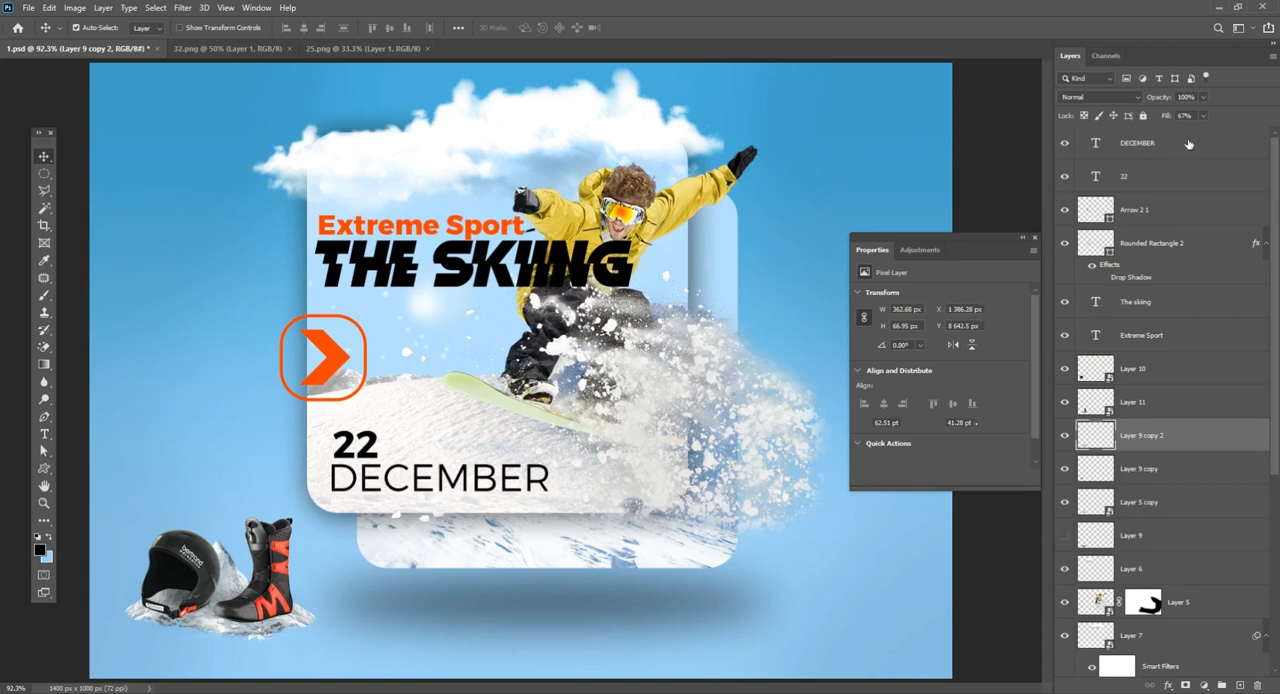 Ps File Edit Image Layer Type Select Filter 3D View Window Help
Auto-Select: Layer Show Transform Controls 3D Mode:
1.psd @ 92.3% (Layer 9 copy 2, RGB/8#) * 32.png @ 50% (Layer 1, RGB/8) 25.png @ 33.3% (Layer 1, RGB/8)
Extreme Sport
THE SKIING
22
DECEMBER
bertrand
Properties Adjustments
Pixel Layer
Transform
W 362.68 px X 1 386.28 px
H 66.95 px Y 8 642.5 px
0.00°
Align and Distribute
Align:
62.51 pt 41.28 pt
Quick Actions
Layers Channels
Kind
Normal Opacity: 100%
Lock: Fill: 67%
DECEMBER
22
Arrow 2 1
Rounded Rectangle 2 fx
Effects
Drop Shadow
The skiing
Extreme Sport
Layer 10
Layer 11
Layer 9 copy 2
Layer 9 copy
Layer 5 copy
Layer 9
Layer 6
Layer 5
Layer 7
Smart Filters
92.3% 1400 px x 1000 px (72 ppi)